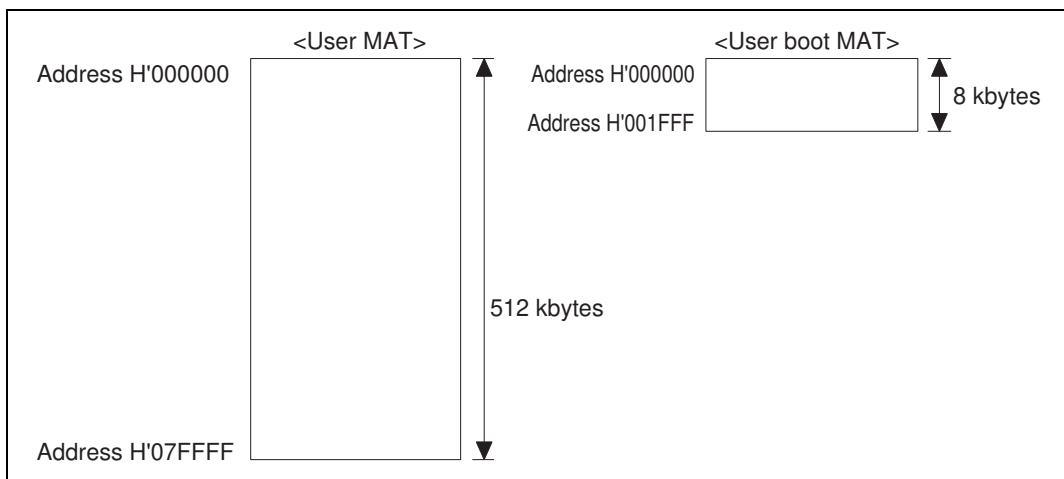 <User MAT>
Address H'000000
512 kbytes
Address H'07FFFF
<User boot MAT>
Address H'000000
8 kbytes
Address H'001FFF